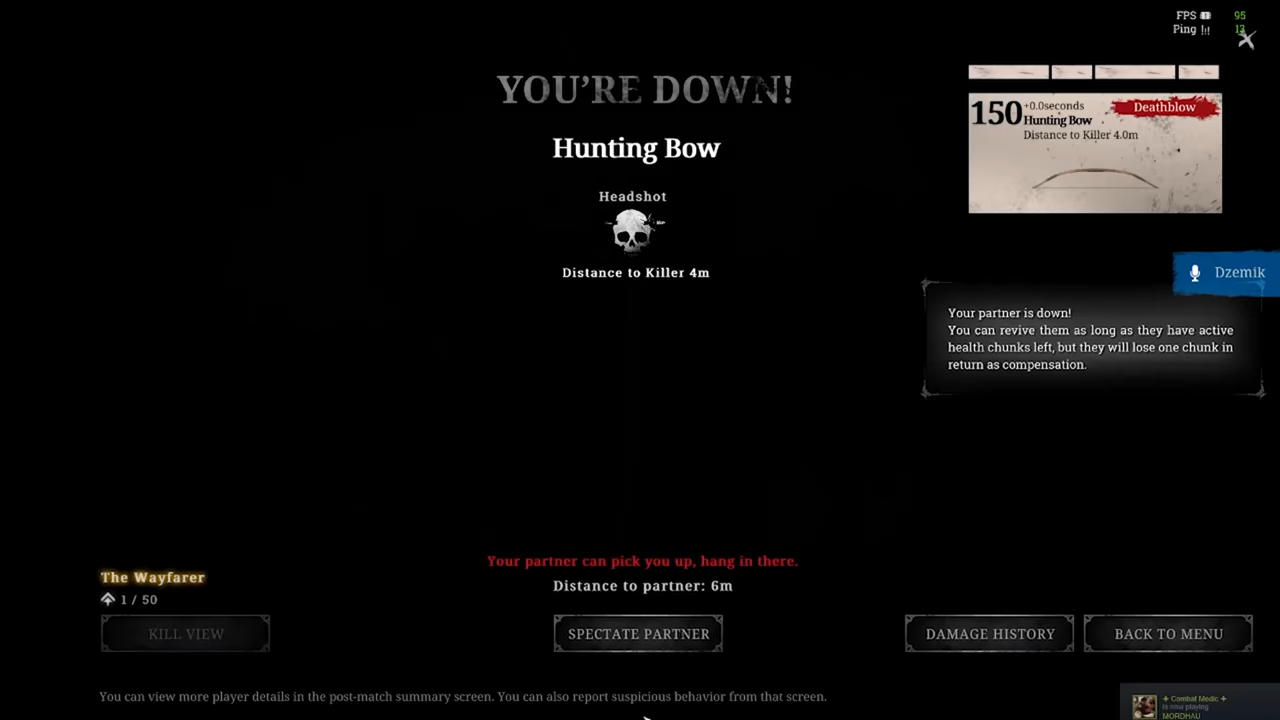 FPS 95
Ping 13
YOU'RE DOWN!
Hunting Bow
Headshot
Distance to Killer 4m
150 +0.0seconds
Hunting Bow
Deathblow
Distance to Killer 4.0m
Dzemik
Your partner is down!
You can revive them as long as they have active
health chunks left, but they will lose one chunk in
return as compensation.
Your partner can pick you up, hang in there.
Distance to partner: 6m
The Wayfarer
1 / 50
KILL VIEW
SPECTATE PARTNER
DAMAGE HISTORY
BACK TO MENU
You can view more player details in the post-match summary screen. You can also report suspicious behavior from that screen.
Combat Medic
is now playing
MORDHAU